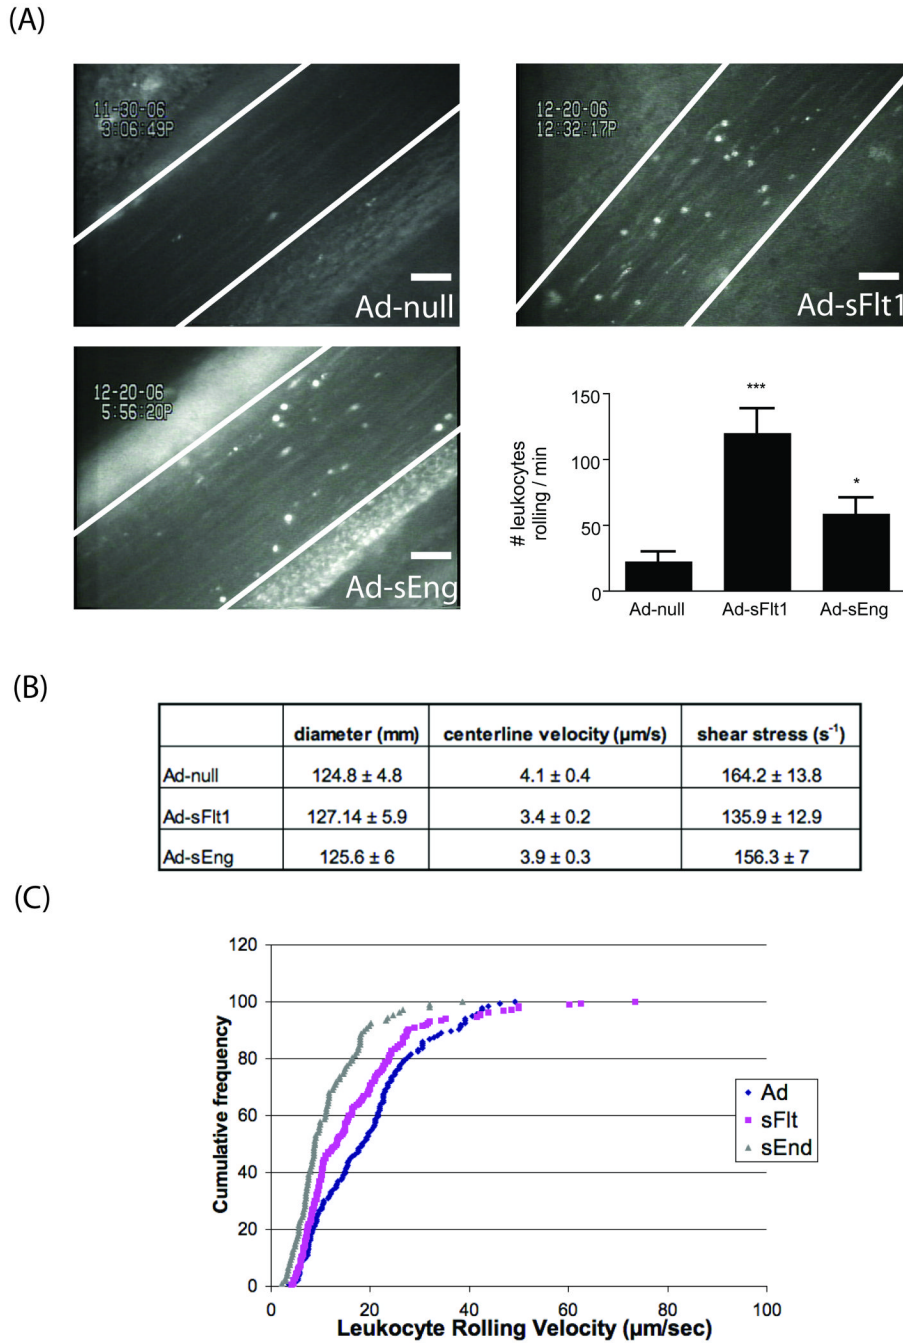 (A)
11-30-06
3:06:49P
Ad-null
12-20-06
12:32:17P
Ad-sFlt1
12-20-06
5:56:20P
Ad-sEng
# leukocytes
rolling / min
150
100
50
0
***
*
Ad-null Ad-sFlt1 Ad-sEng
(B)
diameter (mm) centerline velocity (μm/s) shear stress (s⁻¹)
Ad-null 124.8 ± 4.8 4.1 ± 0.4 164.2 ± 13.8
Ad-sFlt1 127.14 ± 5.9 3.4 ± 0.2 135.9 ± 12.9
Ad-sEng 125.6 ± 6 3.9 ± 0.3 156.3 ± 7
(C)
Cumulative frequency
120
100
80
60
40
20
0
0 20 40 60 80 100
Leukocyte Rolling Velocity (μm/sec)
Ad
sFlt
sEnd